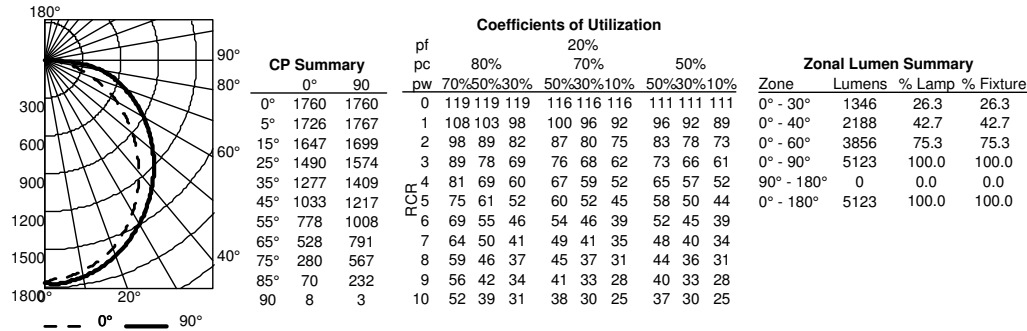 180°
90°
80°
60°
40°
20°
0°
300
600
900
1200
1500
1800
0° 90°
CP Summary
0° 90
0° 1760 1760
5° 1726 1767
15° 1647 1699
25° 1490 1574
35° 1277 1409
45° 1033 1217
55° 778 1008
65° 528 791
75° 280 567
85° 70 232
90 8 3
Coefficients of Utilization
pf 20%
pc 80% 70% 50%
pw 70%50%30% 50%30%10% 50%30%10%
RCR
0 119 119 119 116 116 116 111 111 111
1 108 103 98 100 96 92 96 92 89
2 98 89 82 87 80 75 83 78 73
3 89 78 69 76 68 62 73 66 61
4 81 69 60 67 59 52 65 57 52
5 75 61 52 60 52 45 58 50 44
6 69 55 46 54 46 39 52 45 39
7 64 50 41 49 41 35 48 40 34
8 59 46 37 45 37 31 44 36 31
9 56 42 34 41 33 28 40 33 28
10 52 39 31 38 30 25 37 30 25
Zonal Lumen Summary
Zone Lumens % Lamp % Fixture
0° - 30° 1346 26.3 26.3
0° - 40° 2188 42.7 42.7
0° - 60° 3856 75.3 75.3
0° - 90° 5123 100.0 100.0
90° - 180° 0 0.0 0.0
0° - 180° 5123 100.0 100.0